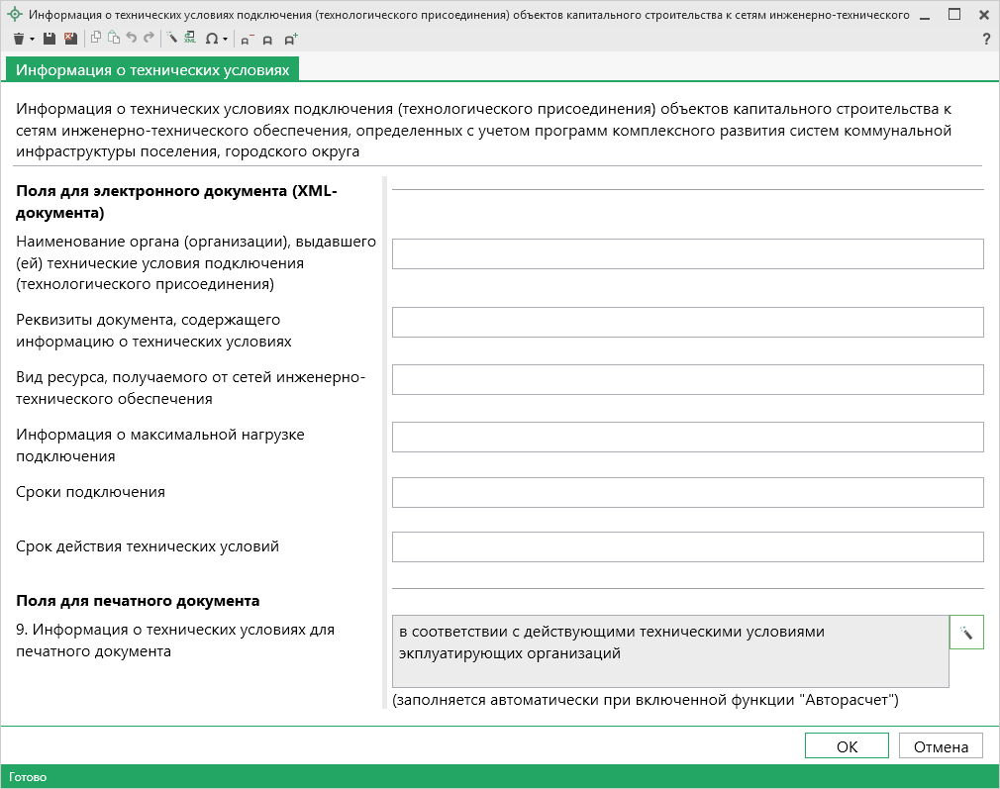 Информация о технических условиях подключения (технологического присоединения) объектов капитального строительства к сетям инженерно-технического
?
Информация о технических условиях
Информация о технических условиях подключения (технологического присоединения) объектов капитального строительства к
сетям инженерно-технического обеспечения, определенных с учетом программ комплексного развития систем коммунальной
инфраструктуры поселения, городского округа
Поля для электронного документа (XML-
документа)
Наименование органа (организации), выдавшего
(ей) технические условия подключения
(технологического присоединения)
Реквизиты документа, содержащего
информацию о технических условиях
Вид ресурса, получаемого от сетей инженерно-
технического обеспечения
Информация о максимальной нагрузке
подключения
Сроки подключения
Срок действия технических условий
Поля для печатного документа
9. Информация о технических условиях для
печатного документа
в соответствии с действующими техническими условиями
экплуатирующих организаций
(заполняется автоматически при включенной функции "Авторасчет")
ОК
Отмена
Готово